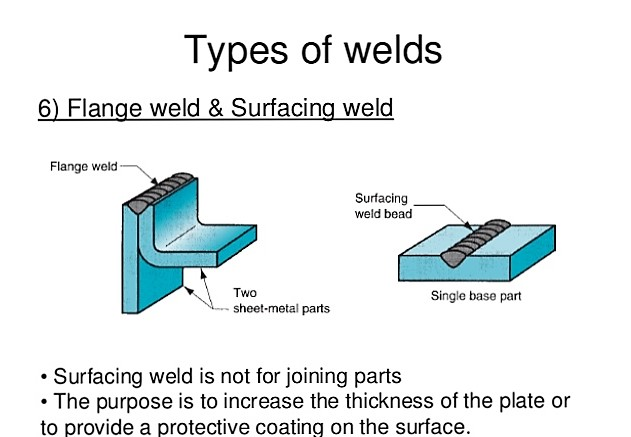 Types of welds
6) Flange weld & Surfacing weld
Flange weld
Surfacing
weld bead
Two
sheet-metal parts
Single base part
• Surfacing weld is not for joining parts
• The purpose is to increase the thickness of the plate or
to provide a protective coating on the surface.